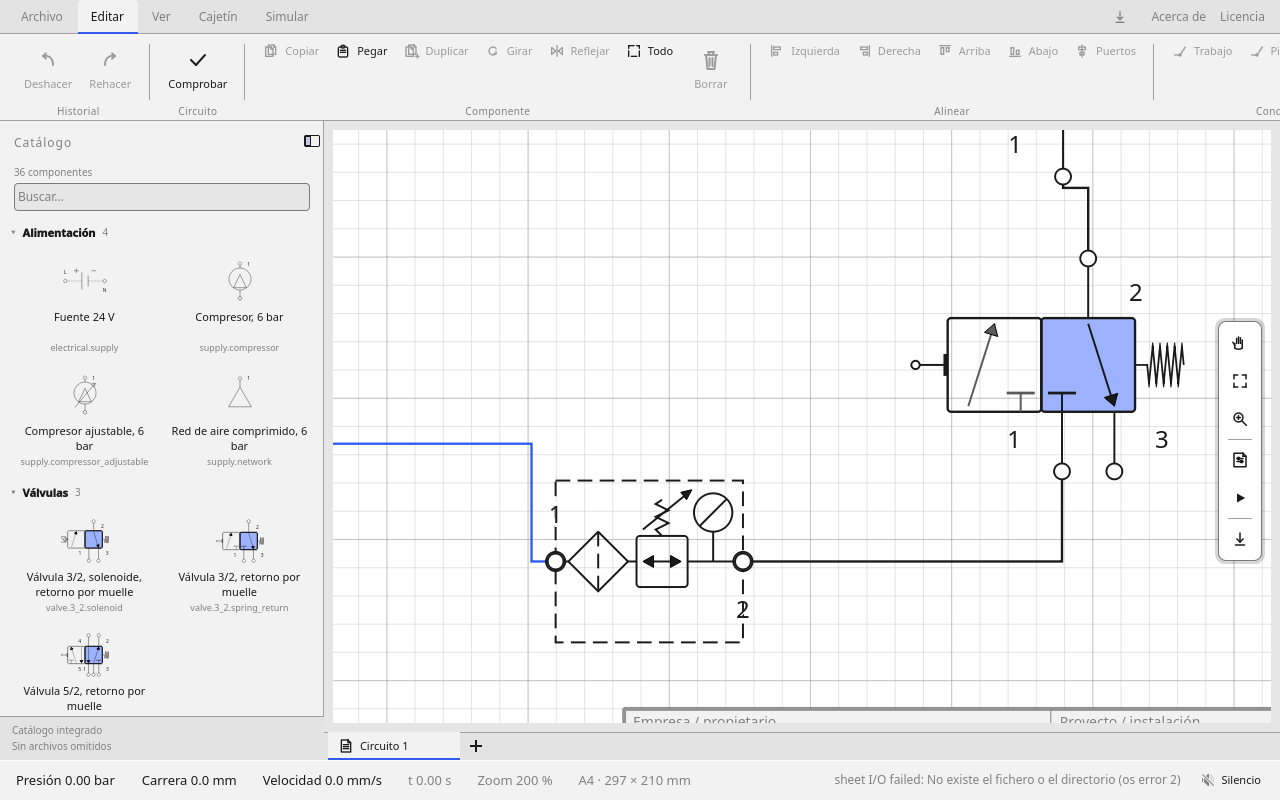 Archivo Editar Ver Cajetín Simular Acerca de Licencia
Copiar Pegar Duplicar Girar Reflejar Todo Izquierda Derecha Arriba Abajo Puertos Trabajo Pi
Deshacer Rehacer Comprobar Borrar
Historial Circuito Componente Alinear Conc
Catálogo
36 componentes
Buscar...
Alimentación 4
Fuente 24 V
electrical.supply
Compresor, 6 bar
supply.compressor
Compresor ajustable, 6 bar
supply.compressor_adjustable
Red de aire comprimido, 6 bar
supply.network
Válvulas 3
Válvula 3/2, solenoide, retorno por muelle
valve.3_2.solenoid
Válvula 3/2, retorno por muelle
valve.3_2.spring_return
Válvula 5/2, retorno por muelle
Catálogo integrado
Sin archivos omitidos
1
2
1
3
1
2
Empresa / propietario
Proyecto / instalación
Circuito 1
Presión 0.00 bar Carrera 0.0 mm Velocidad 0.0 mm/s t 0.00 s Zoom 200 % A4 · 297 × 210 mm sheet I/O failed: No existe el fichero o el directorio (os error 2) Silencio